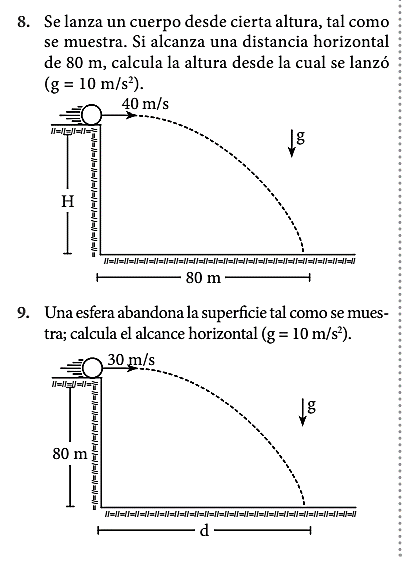 8. Se lanza un cuerpo desde cierta altura, tal como
se muestra. Si alcanza una distancia horizontal
de 80 m, calcula la altura desde la cual se lanzó
(g = 10 m/s²).
40 m/s
g
H
80 m
9. Una esfera abandona la superficie tal como se mues-
tra; calcula el alcance horizontal (g = 10 m/s²).
30 m/s
g
80 m
d